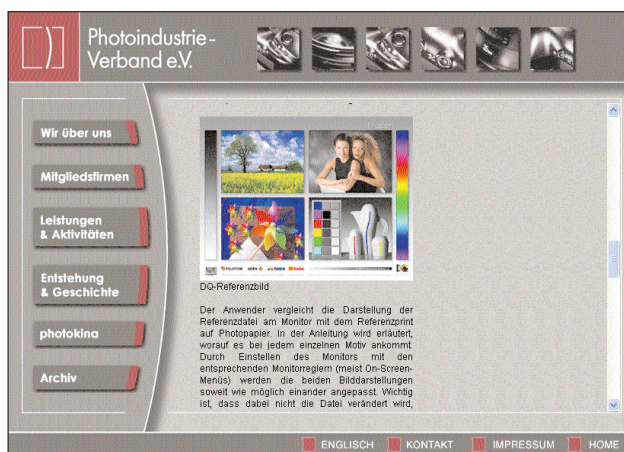 Photoindustrie-
Verband e.V.
Wir über uns
Mitgliedsfirmen
Leistungen
& Aktivitäten
Entstehung
& Geschichte
photokina
Archiv
DQ-Referenzbild
Der Anwender vergleicht die Darstellung der
Referenzdatei am Monitor mit dem Referenzprint
auf Photopapier. In der Anleitung wird erläutert,
worauf es bei jedem einzelnen Motiv ankommt.
Durch Einstellen des Monitors mit den
entsprechenden Monitorreglern (meist On-Screen-
Menüs) werden die beiden Bilddarstellungen
soweit wie möglich einander angepasst. Wichtig
ist, dass dabei nicht die Datei verändert wird,
ENGLISCH KONTAKT IMPRESSUM HOME